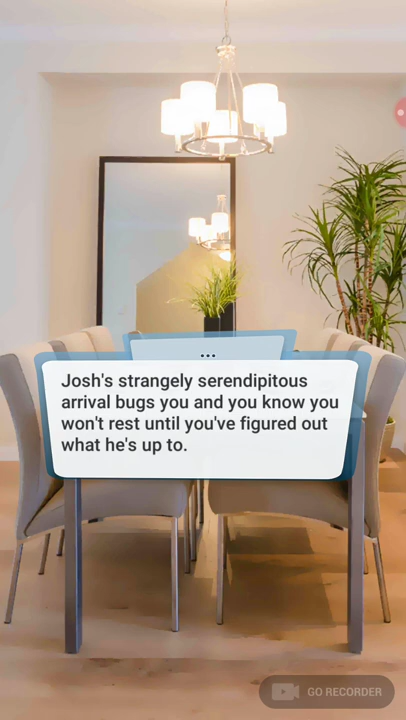 ...
Josh's strangely serendipitous
arrival bugs you and you know you
won't rest until you've figured out
what he's up to.
GO RECORDER